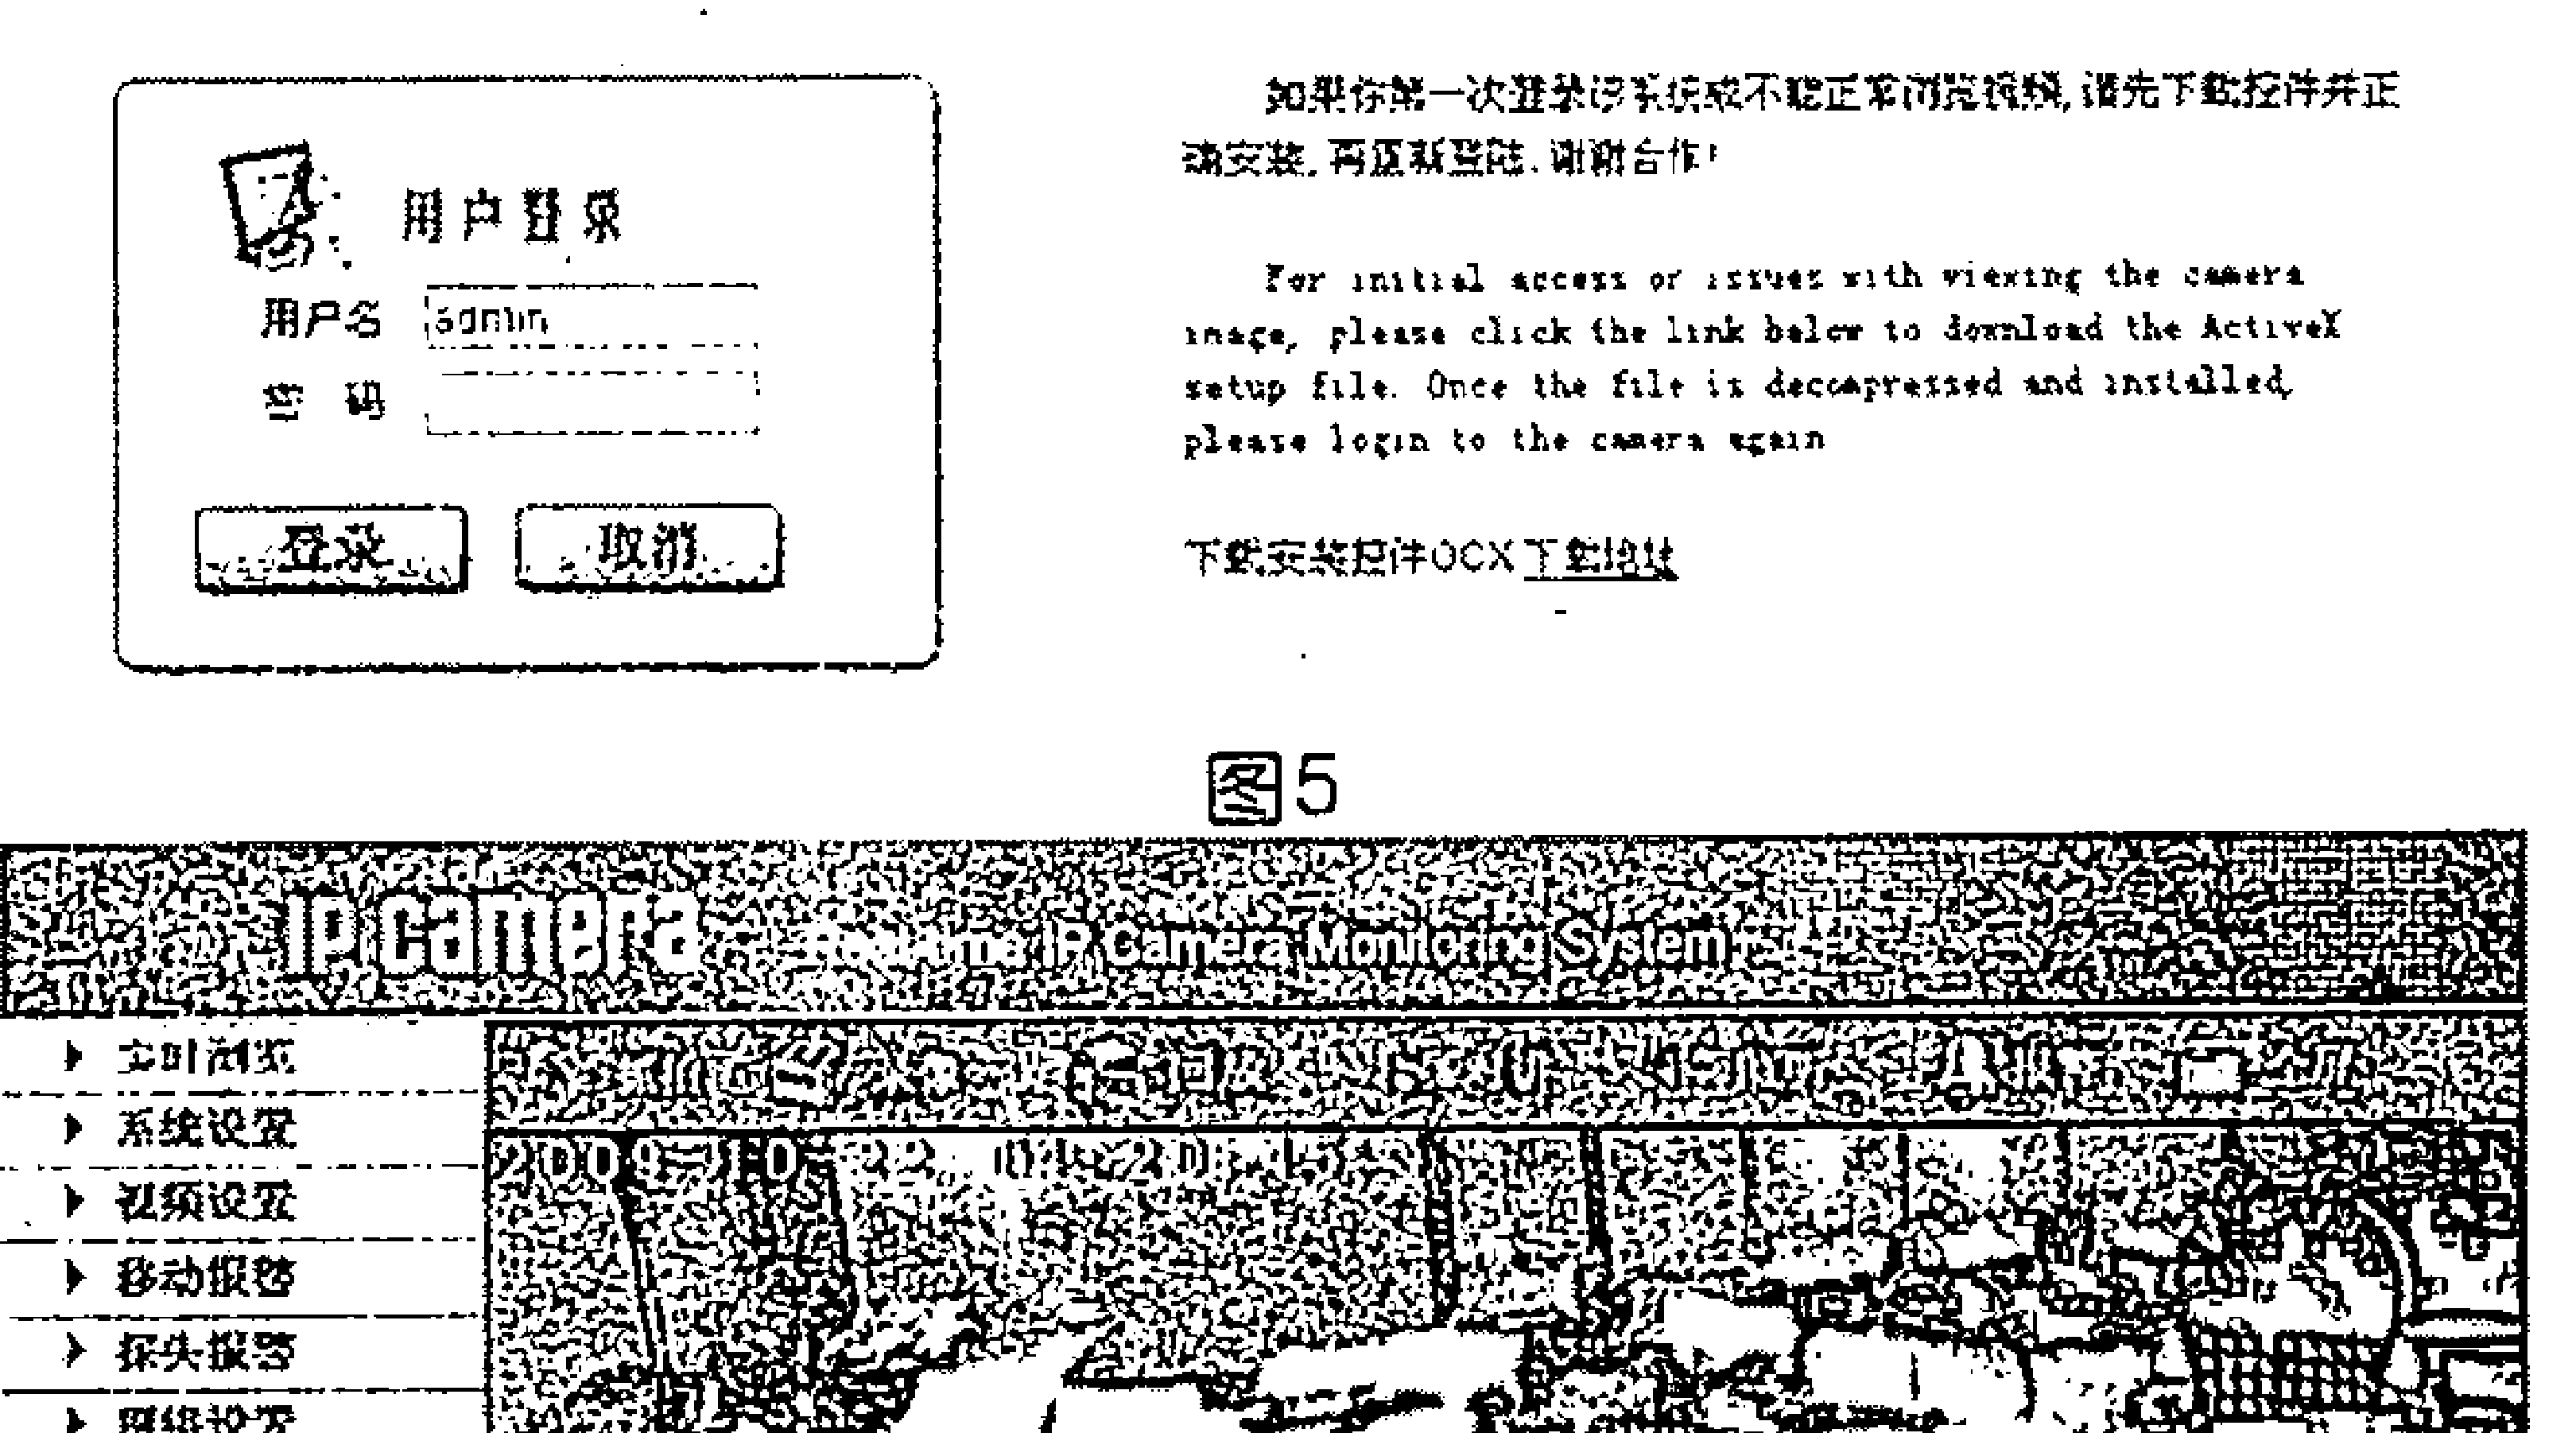 用户登录
用户名 admin
密 码
登录 取消
如果你第一次登录该系统或不能正常浏览视频,请先下载控件并正
确安装,再重新登陆,谢谢合作!
For initial access or issues with viewing the camera
image, please click the link below to download the ActiveX
setup file. Once the file is decompressed and installed,
please login to the camera again
下载安装控件OCX 下载地址
图5
IPCamera
IP Camera Monitoring System
实时浏览
系统设置
视频设置
移动报警
探头报警
网络设置